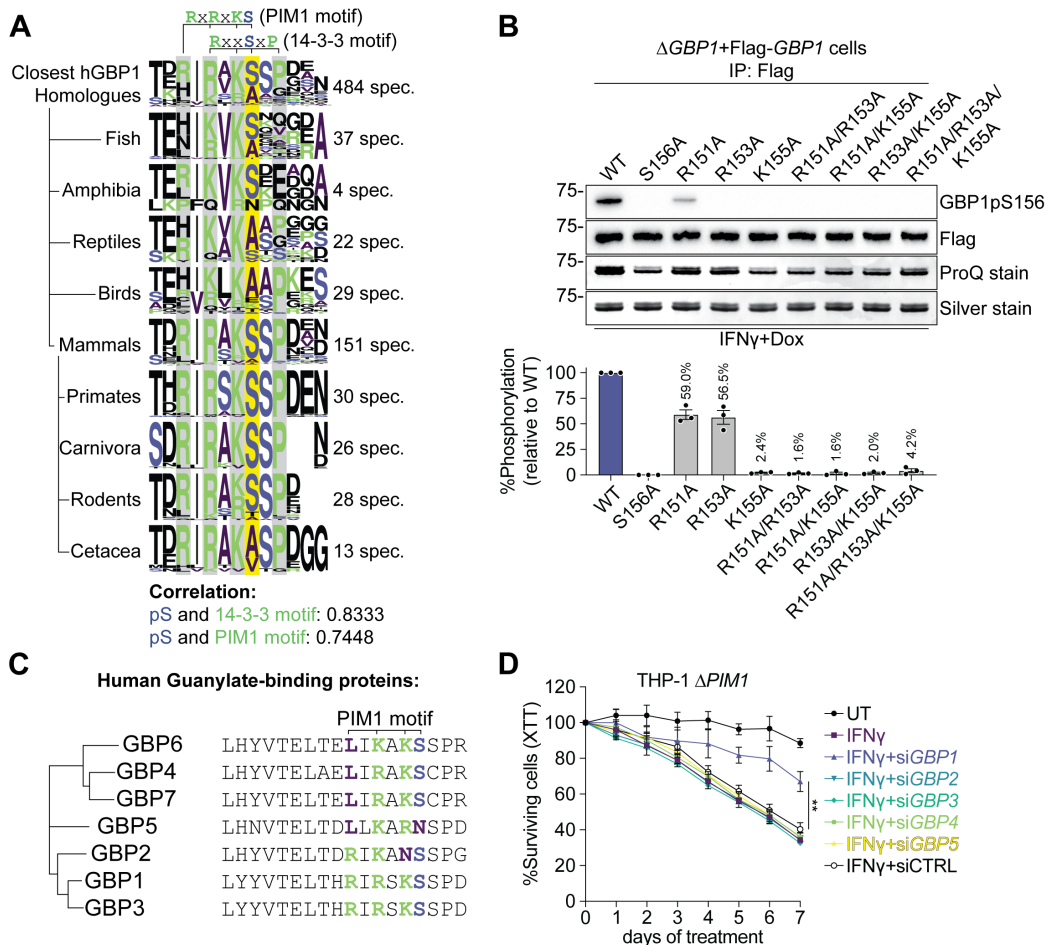 A
RxRxKS (PIM1 motif)
RxxSxP (14-3-3 motif)
Closest hGBP1
Homologues
484 spec.
Fish
37 spec.
Amphibia
4 spec.
Reptiles
22 spec.
Birds
29 spec.
Mammals
151 spec.
Primates
30 spec.
Carnivora
26 spec.
Rodents
28 spec.
Cetacea
13 spec.
Correlation:
pS and 14-3-3 motif: 0.8333
pS and PIM1 motif: 0.7448
B
ΔGBP1+Flag-GBP1 cells
IP: Flag
WT
S156A
R151A
R153A
K155A
R151A/R153A
R151A/K155A
R153A/K155A
R151A/R153A/
K155A
75-
GBP1pS156
Flag
75-
ProQ stain
75-
Silver stain
75-
IFNγ+Dox
%Phosphorylation
(relative to WT)
100
50
0
59.0%
56.5%
2.4%
1.6%
1.6%
2.0%
4.2%
WT
S156A
R151A
R153A
K155A
R151A/R153A
R151A/K155A
R153A/K155A
R151A/R153A/K155A
C
Human Guanylate-binding proteins:
PIM1 motif
GBP6 LHYVTELTELIKAKSSPR
GBP4 LHYVTELAELIRAKSCPR
GBP7 LHYVTELTELIRAKSCPR
GBP5 LHNVTELTDLLKARNSPD
GBP2 LHYVTELTDRIKANSSPG
GBP1 LYYVTELTHRIRSKSSPD
GBP3 LYYVTELTHRIRSKSSPD
D
THP-1 ΔPIM1
%Surviving cells (XTT)
120
100
80
60
40
20
0
0 1 2 3 4 5 6 7
days of treatment
**
UT
IFNγ
IFNγ+siGBP1
IFNγ+siGBP2
IFNγ+siGBP3
IFNγ+siGBP4
IFNγ+siGBP5
IFNγ+siCTRL